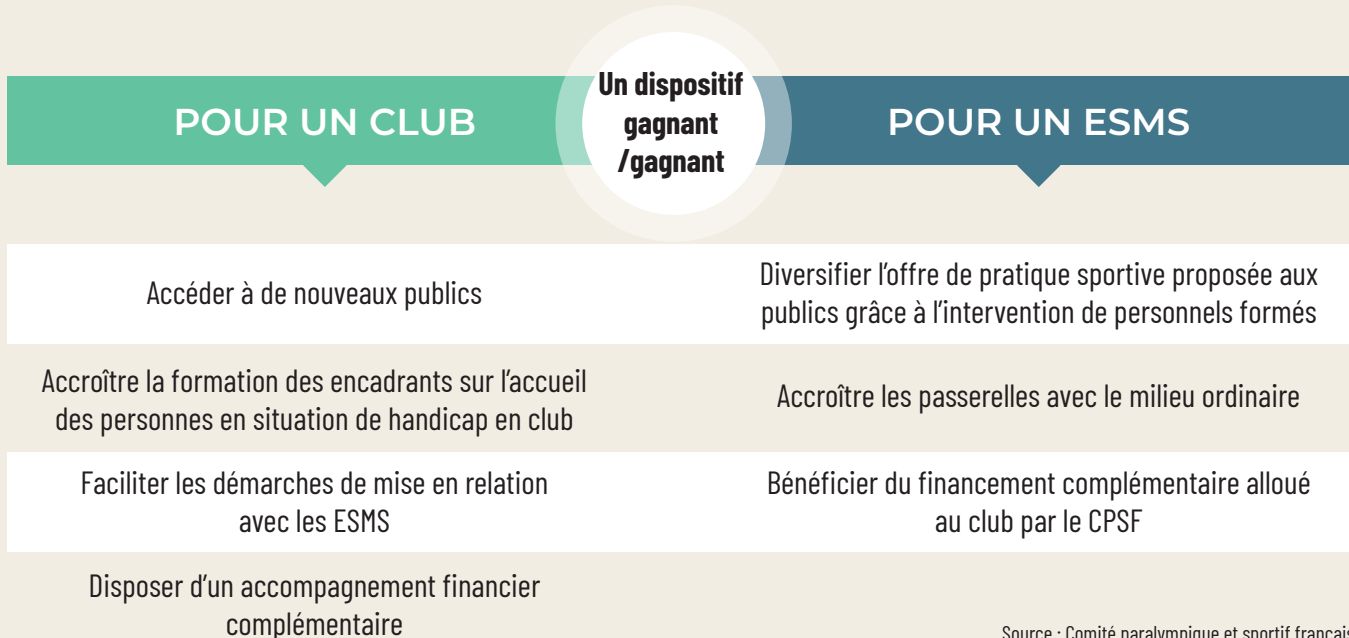 Un dispositif
gagnant
/gagnant
POUR UN CLUB
POUR UN ESMS
Accéder à de nouveaux publics
Diversifier l'offre de pratique sportive proposée aux
publics grâce à l'intervention de personnels formés
Accroître la formation des encadrants sur l'accueil
des personnes en situation de handicap en club
Accroître les passerelles avec le milieu ordinaire
Faciliter les démarches de mise en relation
avec les ESMS
Bénéficier du financement complémentaire alloué
au club par le CPSF
Disposer d'un accompagnement financier
complémentaire
Source : Comité paralympique et sportif français